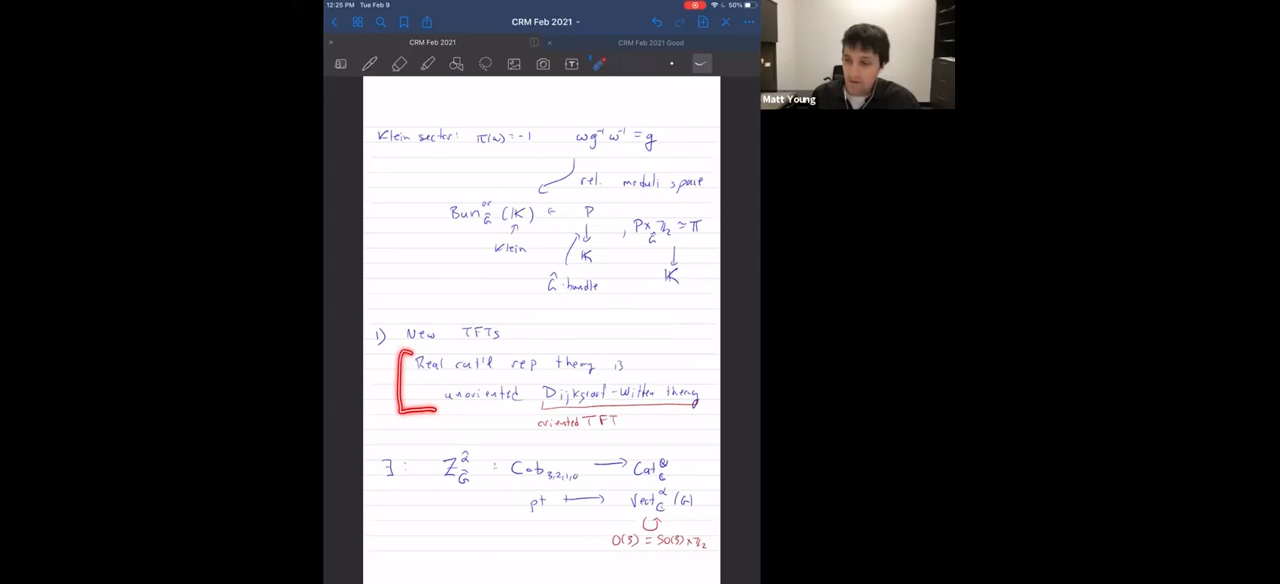 12:25 PM Tue Feb 9
50%
CRM Feb 2021
CRM Feb 2021
CRM Feb 2021 Good
Matt Young
Klein sector: π(ω) = -1 ωg⁻¹ω⁻¹ = g
rel. moduli space
Bun^or_Ĝ (K) ∋ P , P×_Ĝ ℤ₂ ≃ π
Klein K K
Ĝ-bundle
1) New TFTs
Real cat'l rep theory is
unoriented Dijkgraaf-Witten theory
oriented TFT
∃ : Z^α̂_Ĝ : Cob₃,₂,₁,₀ → Cat^⊗_ℂ
pt ↦ Vect^α_ℂ(G)
O(3) = SO(3) × ℤ₂